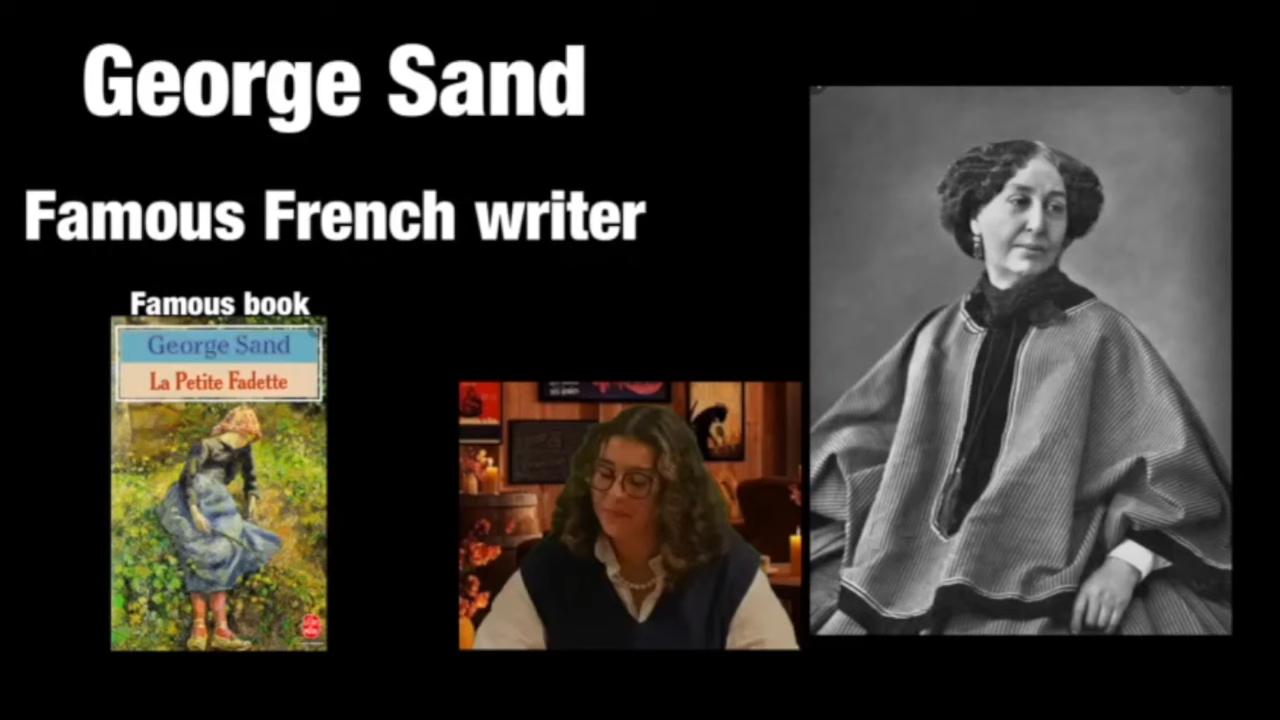 George Sand
Famous French writer
Famous book
George Sand
La Petite Fadette